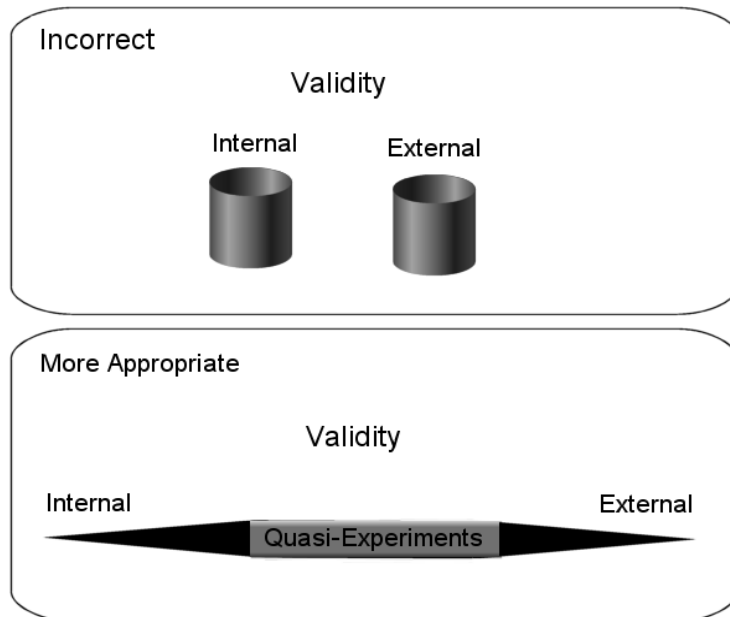 Incorrect
Validity
Internal
External
More Appropriate
Validity
Internal
External
Quasi-Experiments